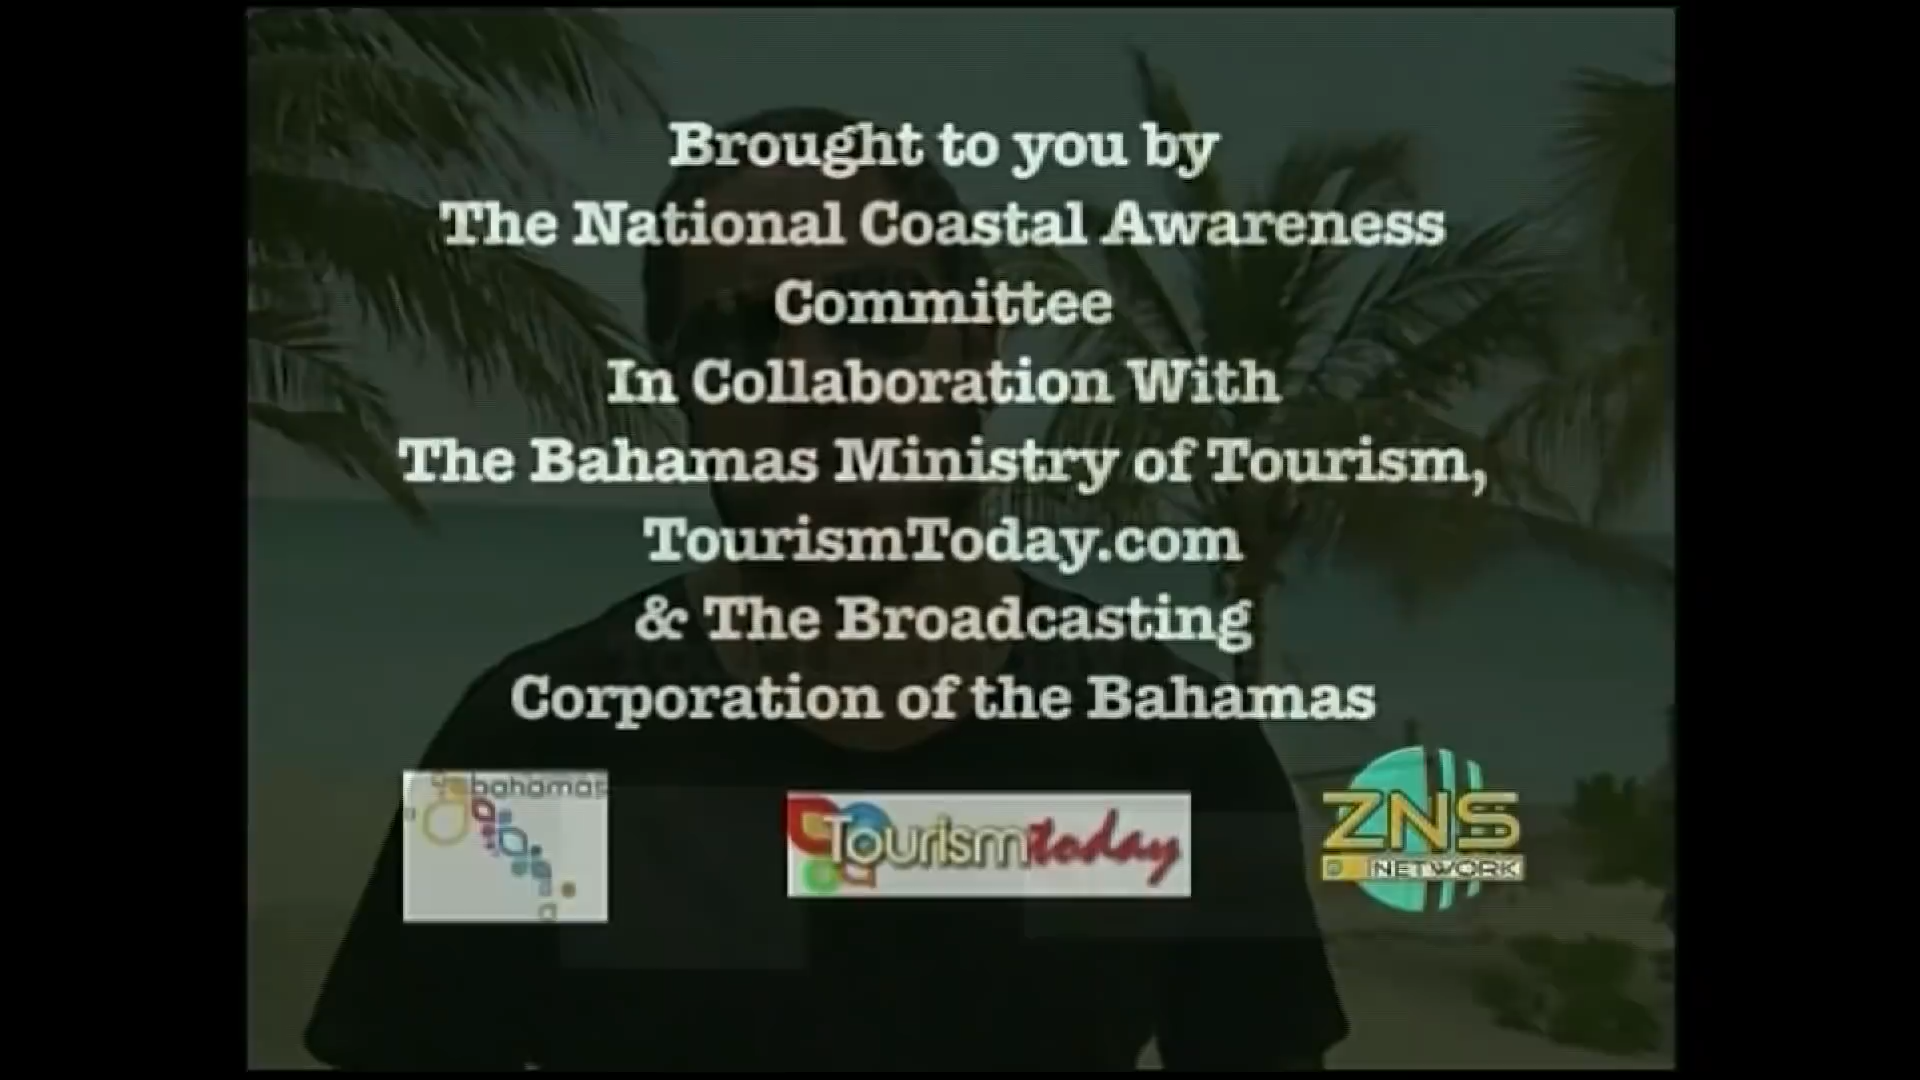 Brought to you by
The National Coastal Awareness
Committee
In Collaboration With
The Bahamas Ministry of Tourism,
TourismToday.com
& The Broadcasting
Corporation of the Bahamas
bahamas
Tourismtoday
ZNS
NETWORK